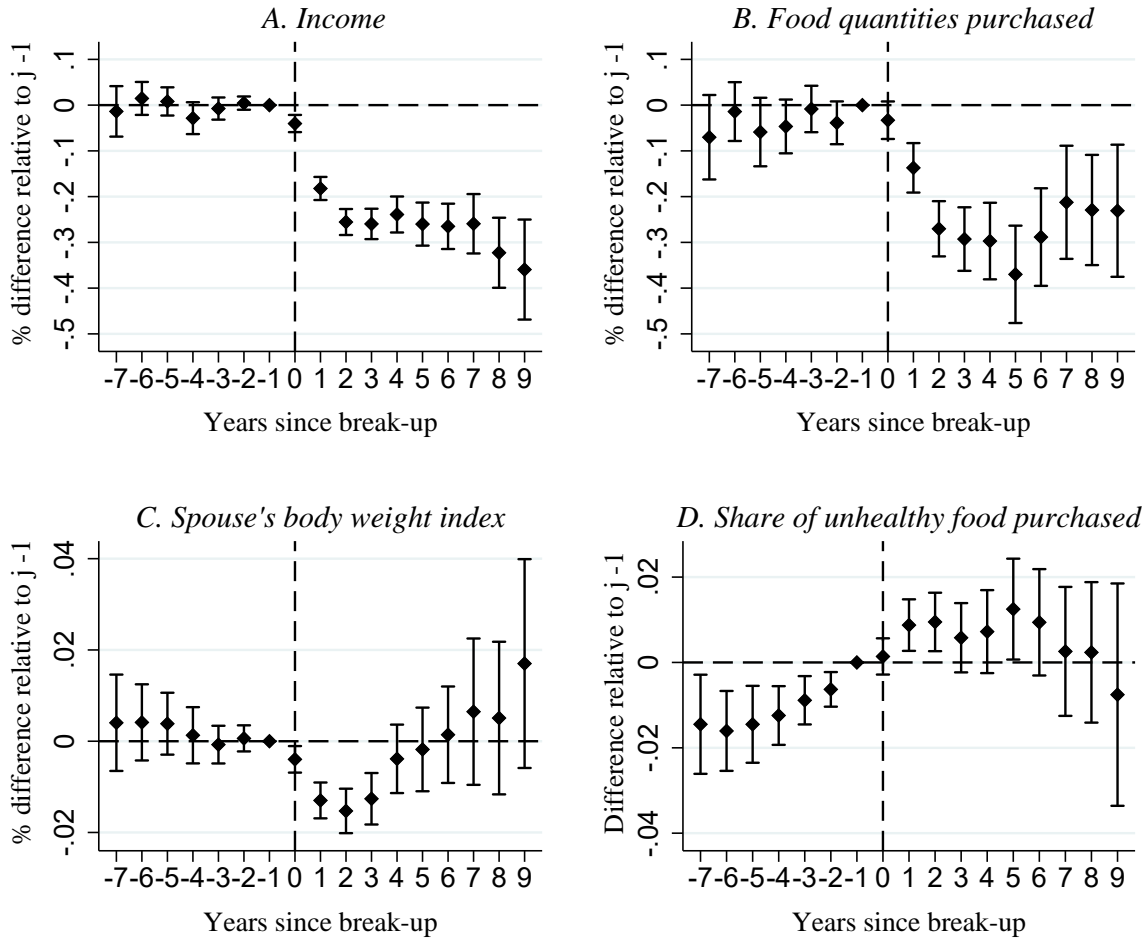 A. Income
% difference relative to j -1
.1
0
-.1
-.2
-.3
-.4
-.5
-7 -6 -5 -4 -3 -2 -1 0 1 2 3 4 5 6 7 8 9
Years since break-up
B. Food quantities purchased
% difference relative to j -1
.1
0
-.1
-.2
-.3
-.4
-.5
-7 -6 -5 -4 -3 -2 -1 0 1 2 3 4 5 6 7 8 9
Years since break-up
C. Spouse's body weight index
% difference relative to j -1
.04
.02
0
-.02
-7 -6 -5 -4 -3 -2 -1 0 1 2 3 4 5 6 7 8 9
Years since break-up
D. Share of unhealthy food purchased
Difference relative to j -1
.02
0
-.02
-.04
-7 -6 -5 -4 -3 -2 -1 0 1 2 3 4 5 6 7 8 9
Years since break-up